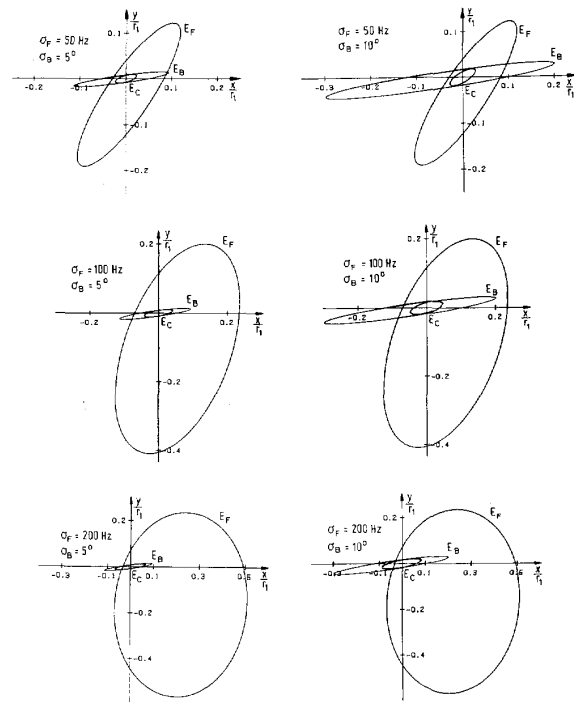 y/r₁
σF = 50 Hz
σB = 5°
0.1
EF
EB
-0.2
-0.1
0.1
0.2
x/r₁
EC
-0.1
-0.2
y/r₁
σF = 50 Hz
σB = 10°
0.1
EF
EB
-0.3
-0.2
-0.1
0.1
0.2
x/r₁
EC
-0.1
-0.2
y/r₁
0.2
EF
σF = 100 Hz
σB = 5°
EB
-0.2
0.2
x/r₁
EC
-0.2
-0.4
y/r₁
0.2
EF
σF = 100 Hz
σB = 10°
EB
-0.2
0.2
x/r₁
EC
-0.2
-0.4
y/r₁
0.2
EF
σF = 200 Hz
σB = 5°
EB
-0.3
-0.1
0.1
0.3
0.5
x/r₁
EC
-0.2
-0.4
y/r₁
0.2
EF
σF = 200 Hz
σB = 10°
EB
-0.3
-0.1
0.1
0.3
x/r₁
EC
-0.2
-0.4